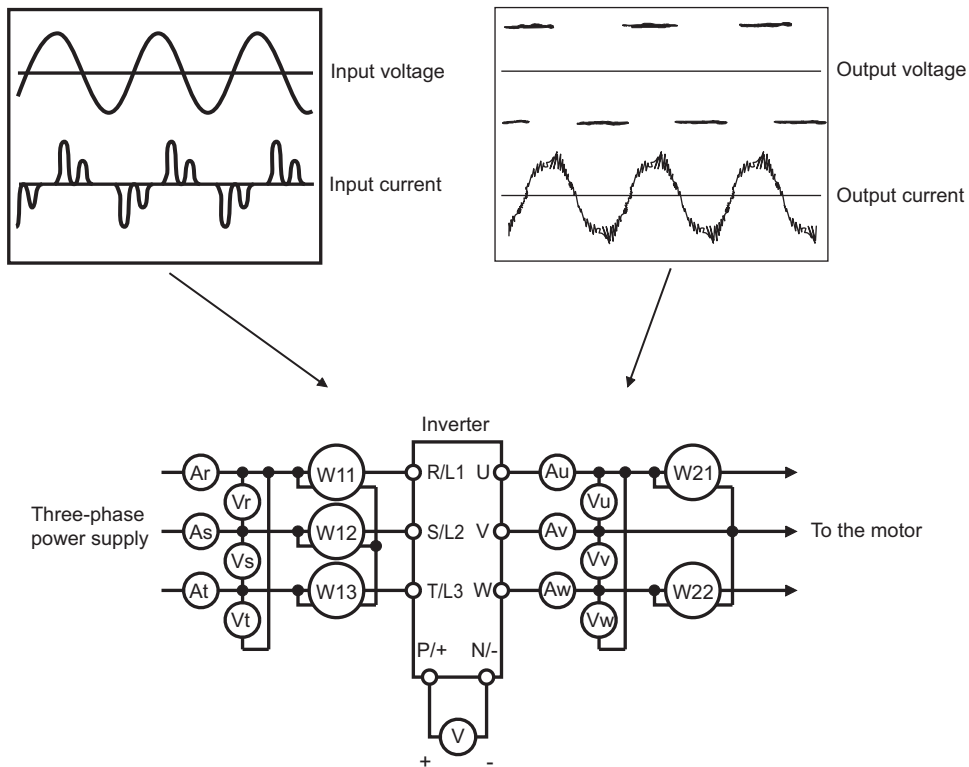 Input voltage
Input current
Output voltage
Output current
Inverter
Ar
W11
R/L1
U
Au
W21
Vr
Vu
Three-phase
power supply
As
W12
S/L2
V
Av
To the motor
Vs
Vv
At
W13
T/L3
W
Aw
W22
Vt
Vw
P/+
N/-
V
+
-